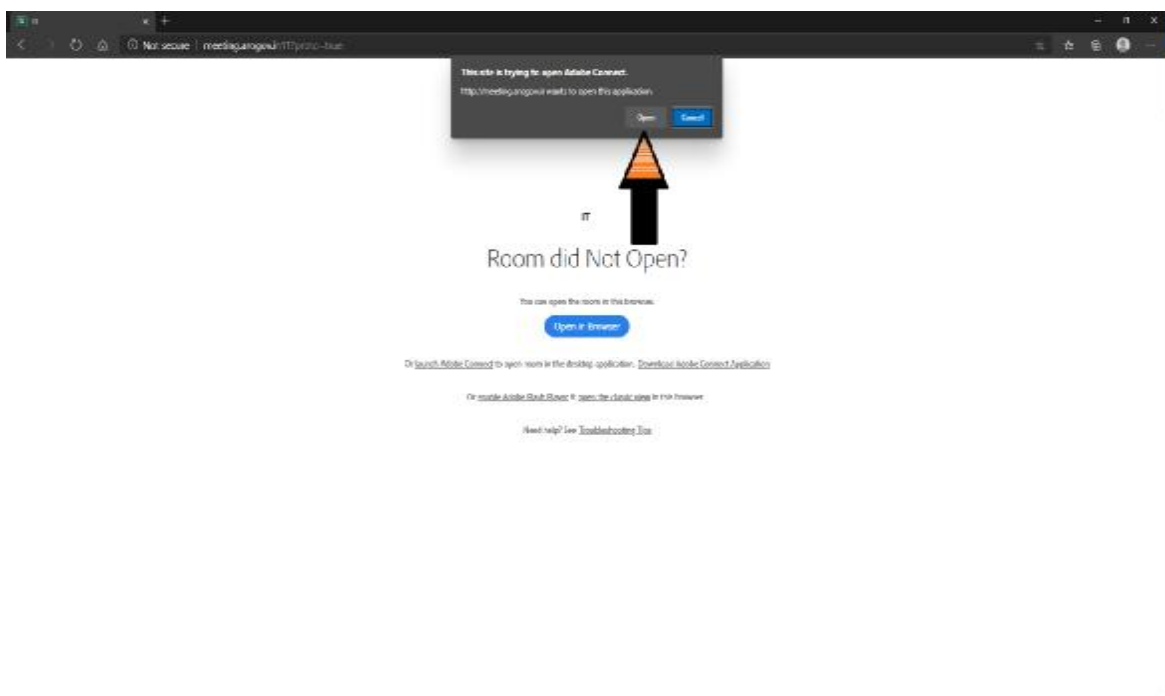 IT
Not secure
This site is trying to open Adobe Connect.
wants to open this application.
Open Cancel
IT
Room did Not Open?
You can open the room in this browser.
Open in Browser
Or launch Adobe Connect to open room in the desktop application. Download Adobe Connect Application
Or enable Adobe Flash Player & open the classic view in this browser
Need help? See Troubleshooting Tips